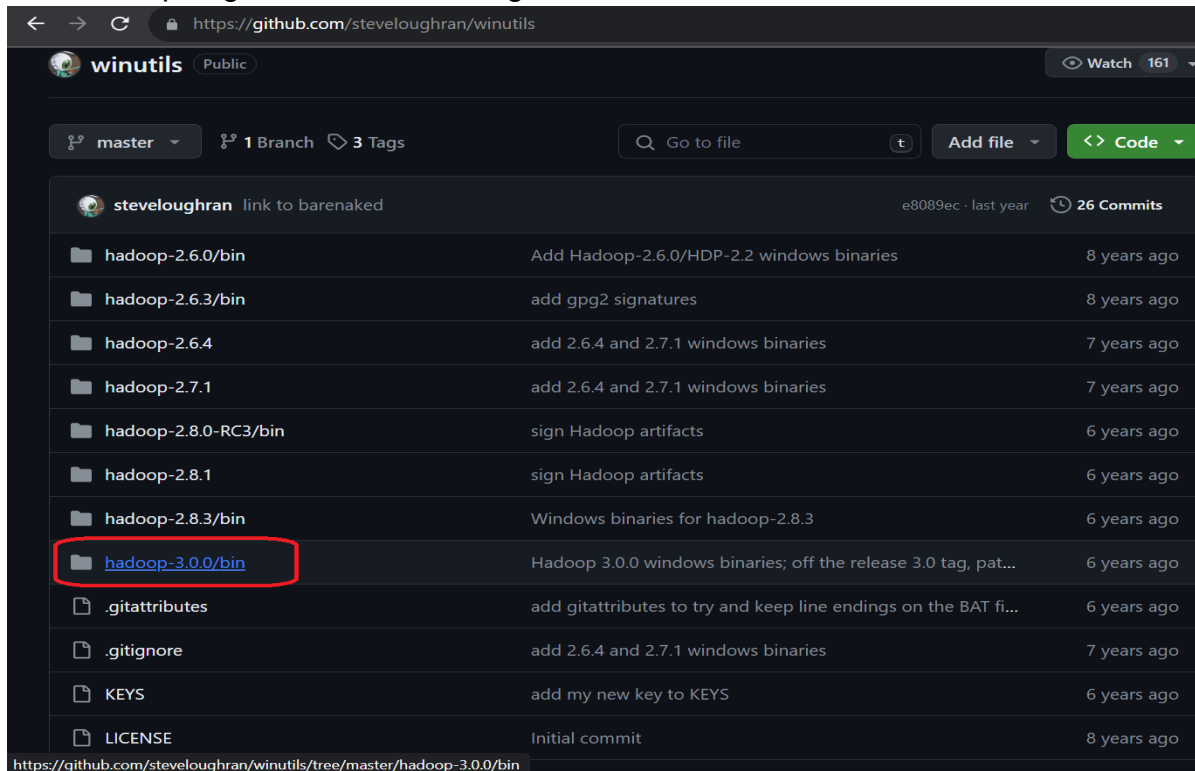 https://github.com/steveloughran/winutils
winutils Public Watch 161
master 1 Branch 3 Tags Go to file t Add file Code
steveloughran link to barenaked e8089ec · last year 26 Commits
hadoop-2.6.0/bin Add Hadoop-2.6.0/HDP-2.2 windows binaries 8 years ago
hadoop-2.6.3/bin add gpg2 signatures 8 years ago
hadoop-2.6.4 add 2.6.4 and 2.7.1 windows binaries 7 years ago
hadoop-2.7.1 add 2.6.4 and 2.7.1 windows binaries 7 years ago
hadoop-2.8.0-RC3/bin sign Hadoop artifacts 6 years ago
hadoop-2.8.1 sign Hadoop artifacts 6 years ago
hadoop-2.8.3/bin Windows binaries for hadoop-2.8.3 6 years ago
hadoop-3.0.0/bin Hadoop 3.0.0 windows binaries; off the release 3.0 tag, pat... 6 years ago
.gitattributes add gitattributes to try and keep line endings on the BAT fi... 6 years ago
.gitignore add 2.6.4 and 2.7.1 windows binaries 7 years ago
KEYS add my new key to KEYS 6 years ago
LICENSE Initial commit 8 years ago
https://github.com/steveloughran/winutils/tree/master/hadoop-3.0.0/bin